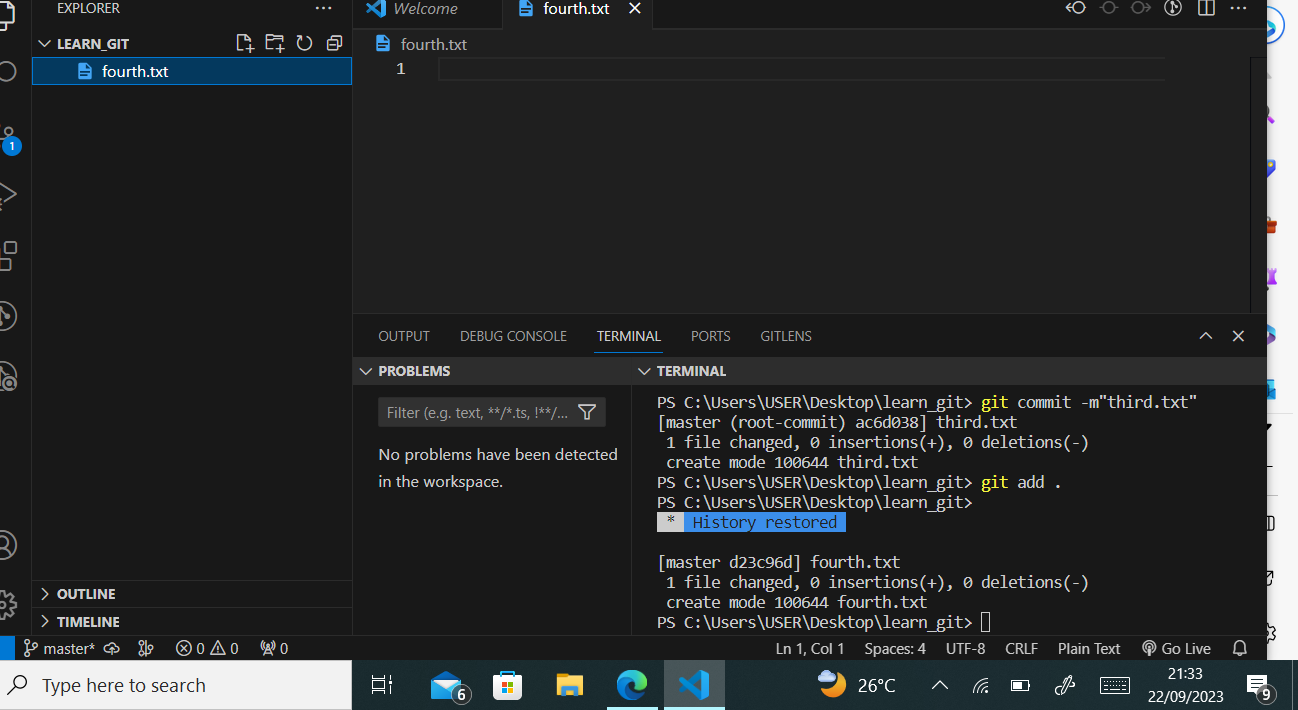 EXPLORER
Welcome
fourth.txt
LEARN_GIT
fourth.txt
fourth.txt
1
1
OUTPUT DEBUG CONSOLE TERMINAL PORTS GITLENS
PROBLEMS
Filter (e.g. text, **/*.ts, !**/...
No problems have been detected
in the workspace.
TERMINAL
PS C:\Users\USER\Desktop\learn_git> git commit -m"third.txt"
[master (root-commit) ac6d038] third.txt
1 file changed, 0 insertions(+), 0 deletions(-)
create mode 100644 third.txt
PS C:\Users\USER\Desktop\learn_git> git add .
PS C:\Users\USER\Desktop\learn_git>
* History restored
[master d23c96d] fourth.txt
1 file changed, 0 insertions(+), 0 deletions(-)
create mode 100644 fourth.txt
PS C:\Users\USER\Desktop\learn_git>
OUTLINE
TIMELINE
master* 0 0 0 Ln 1, Col 1 Spaces: 4 UTF-8 CRLF Plain Text Go Live
Type here to search 6 26°C 21:33
22/09/2023
9